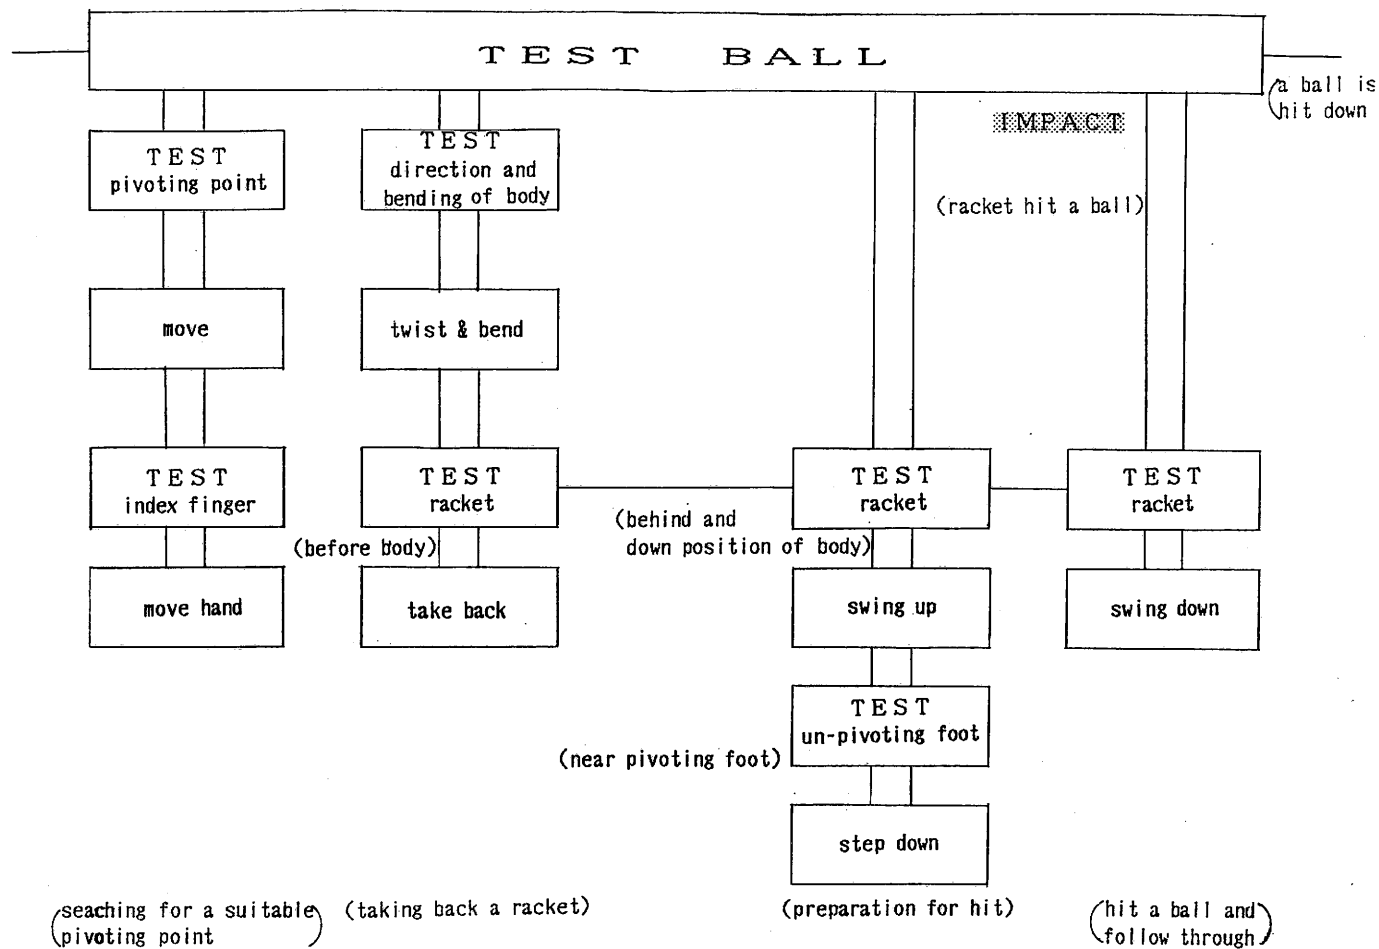 TEST BALL
(a ball is
hit down
IMPACT
TEST
pivoting point
TEST
direction and
bending of body
(racket hit a ball)
move
twist & bend
TEST
index finger
TEST
racket
TEST
racket
TEST
racket
(before body)
(behind and
down position of body)
move hand
take back
swing up
swing down
TEST
un-pivoting foot
(near pivoting foot)
step down
(seaching for a suitable
pivoting point)
(taking back a racket)
(preparation for hit)
(hit a ball and
follow through)